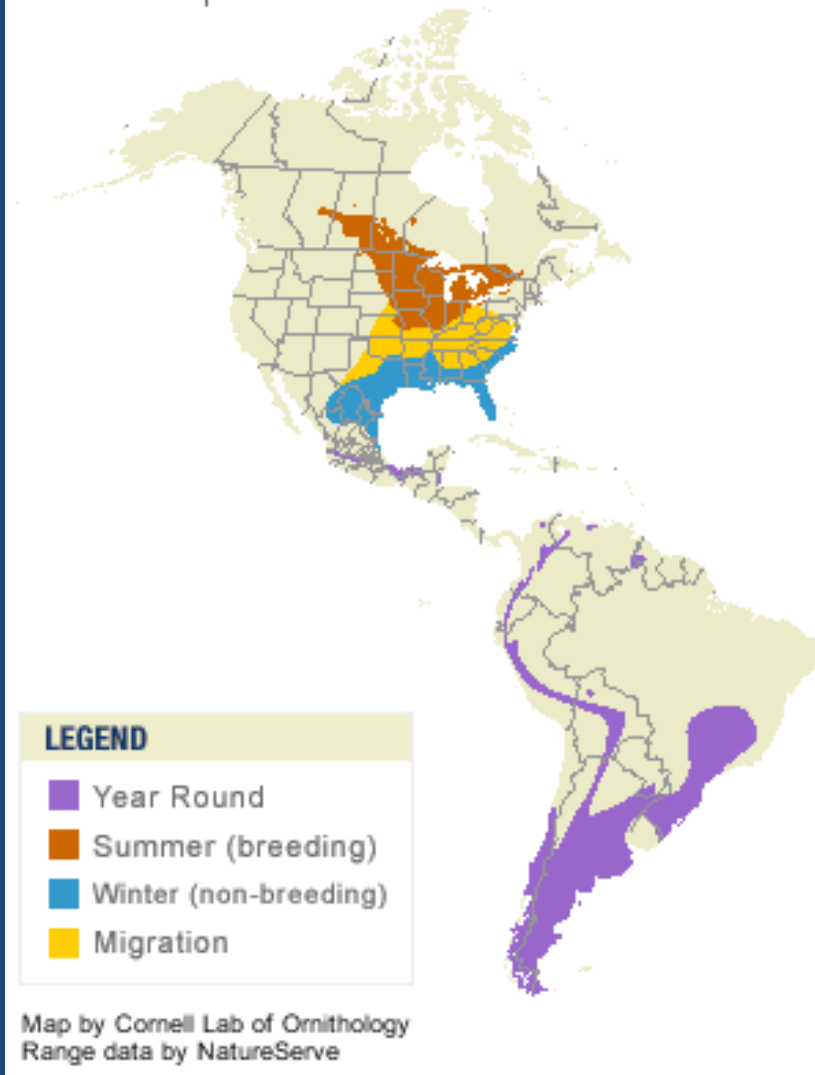 LEGEND
Year Round
Summer (breeding)
Winter (non-breeding)
Migration
Map by Cornell Lab of Ornithology
Range data by NatureServe